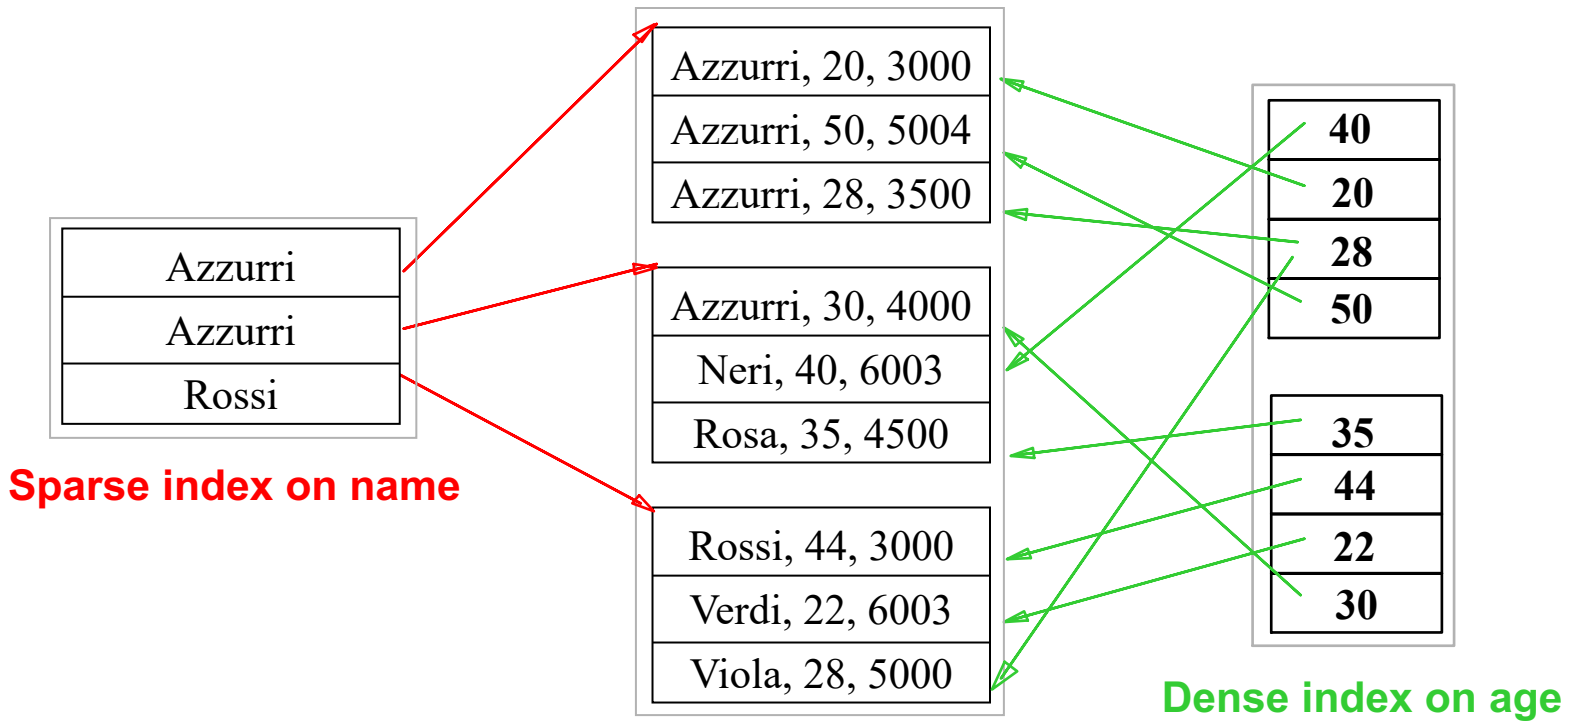 Azzurri
Azzurri
Rossi
Sparse index on name
Azzurri, 20, 3000
Azzurri, 50, 5004
Azzurri, 28, 3500
Azzurri, 30, 4000
Neri, 40, 6003
Rosa, 35, 4500
Rossi, 44, 3000
Verdi, 22, 6003
Viola, 28, 5000
40
20
28
50
35
44
22
30
Dense index on age